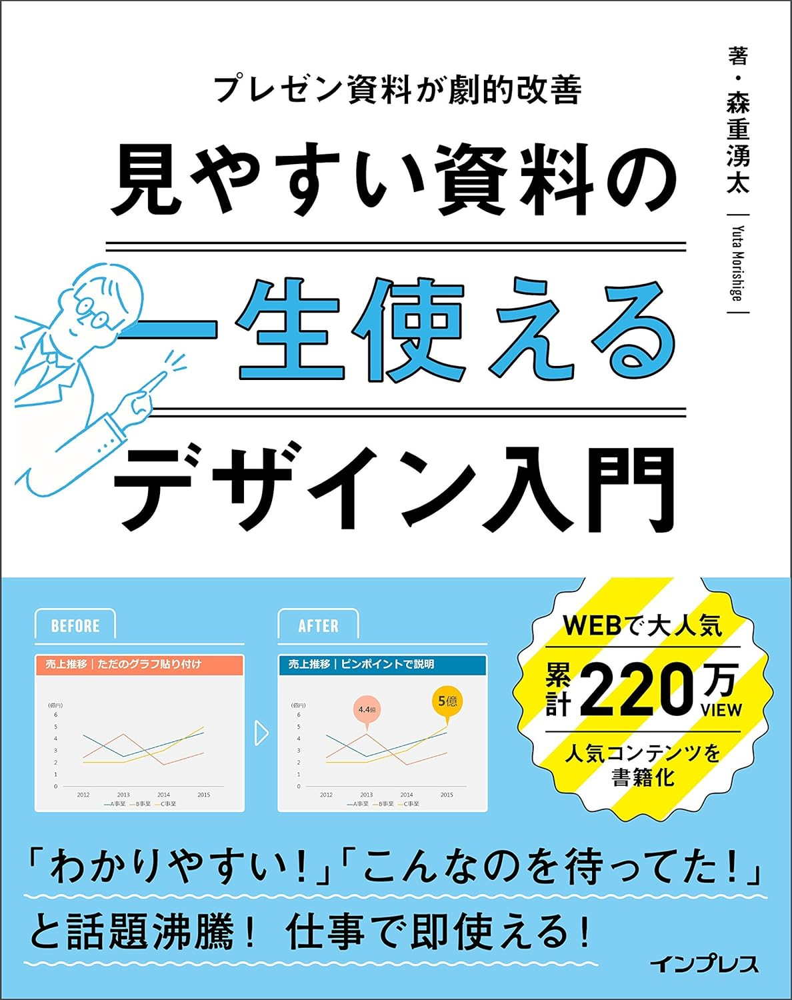 プレゼン資料が劇的改善
見やすい資料の
一生使える
デザイン入門
著・森重湧太
Yuta Morishige
BEFORE
売上推移｜ただのグラフ貼り付け
(億円)
6
5
4
3
2
1
0
2012 2013 2014 2015
A事業 B事業 C事業
AFTER
売上推移｜ピンポイントで説明
(億円)
6
5
4
3
2
1
0
4.4億
5億
2012 2013 2014 2015
A事業 B事業 C事業
WEBで大人気
累計220万VIEW
人気コンテンツを
書籍化
「わかりやすい！」「こんなのを待ってた！」
と話題沸騰！ 仕事で即使える！
インプレス